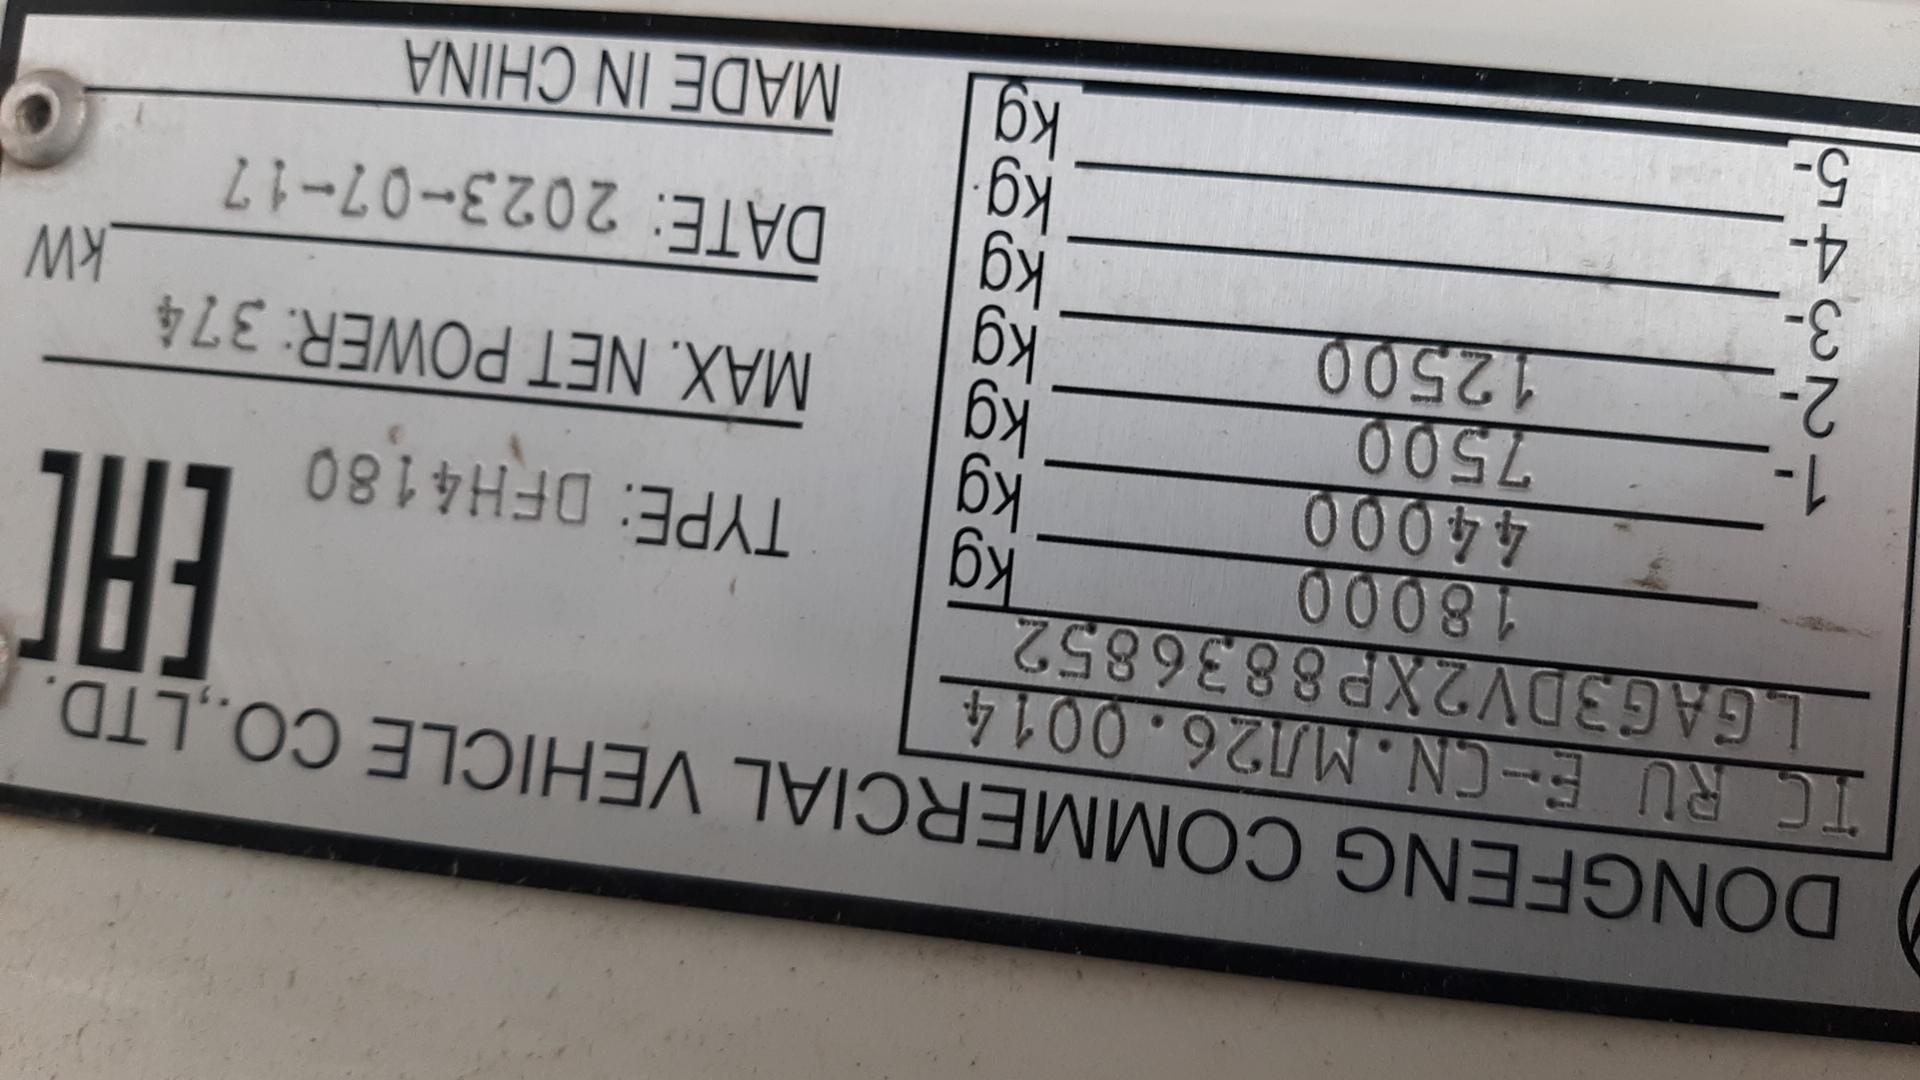 DONGFENG COMMERCIAL VEHICLE CO.,LTD.
TC RU E-CN.МЛ26.0014
LGAG3DV2XP8836852
18000 kg
44000 kg
1- 7500 kg
2- 12500 kg
3- kg
4- kg
5- kg
EAC
TYPE: DFH4180
MAX. NET POWER: 374 kW
DATE: 2023-07-17
MADE IN CHINA